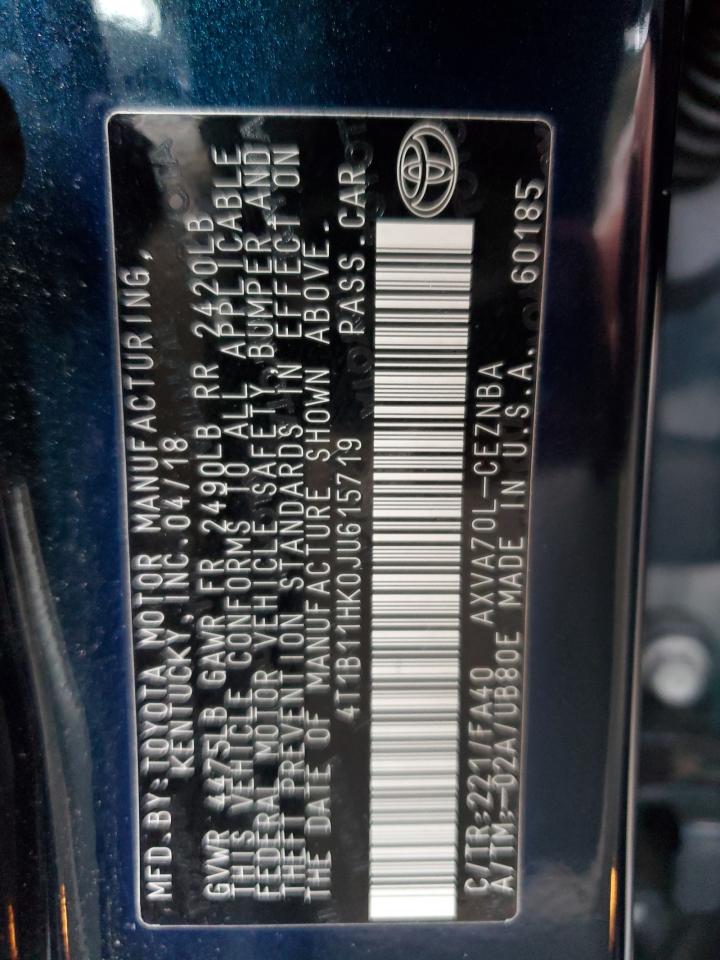 MFD.BY:TOYOTA MOTOR MANUFACTURING,
KENTUCKY, INC.04/18
GVWR 4475LB GAWR FR 2490LB RR 2420LB
THIS VEHICLE CONFORMS TO ALL APPLICABLE
FEDERAL MOTOR VEHICLE SAFETY, BUMPER AND
THEFT PREVENTION STANDARDS IN EFFECT ON
THE DATE OF MANUFACTURE SHOWN ABOVE.
4T1B11HK0JU615719 PASS.CAR
C/TR:221/FA40 AXVA70L-CEZNBA
A/TM:-02A/UB80E MADE IN U.S.A. 60185